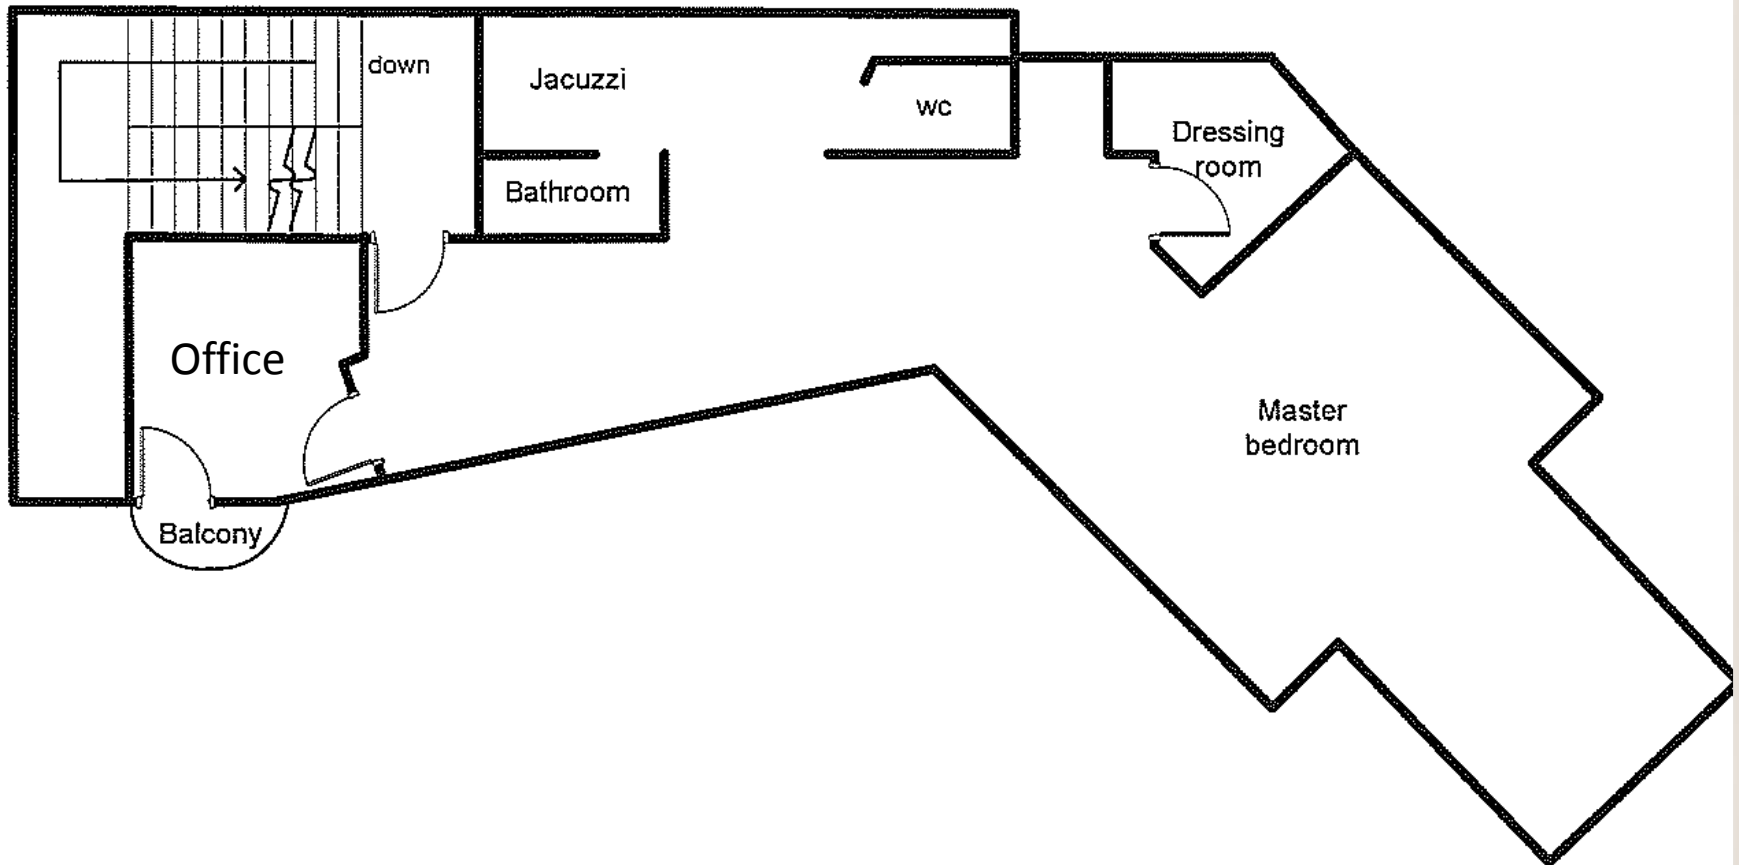 down
Jacuzzi
wc
Dressing
room
Bathroom
Office
Master
bedroom
Balcony